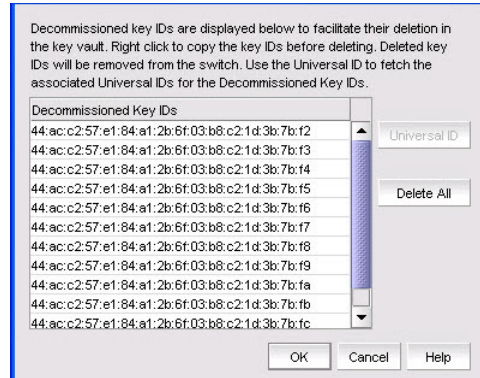 Decommissioned key IDs are displayed below to facilitate their deletion in
the key vault. Right click to copy the key IDs before deleting. Deleted key
IDs will be removed from the switch. Use the Universal ID to fetch the
associated Universal IDs for the Decommissioned Key IDs.
Decommissioned Key IDs
44:ac:c2:57:e1:84:a1:2b:6f:03:b8:c2:1d:3b:7b:f2
44:ac:c2:57:e1:84:a1:2b:6f:03:b8:c2:1d:3b:7b:f3
44:ac:c2:57:e1:84:a1:2b:6f:03:b8:c2:1d:3b:7b:f4
44:ac:c2:57:e1:84:a1:2b:6f:03:b8:c2:1d:3b:7b:f5
44:ac:c2:57:e1:84:a1:2b:6f:03:b8:c2:1d:3b:7b:f6
44:ac:c2:57:e1:84:a1:2b:6f:03:b8:c2:1d:3b:7b:f7
44:ac:c2:57:e1:84:a1:2b:6f:03:b8:c2:1d:3b:7b:f8
44:ac:c2:57:e1:84:a1:2b:6f:03:b8:c2:1d:3b:7b:f9
44:ac:c2:57:e1:84:a1:2b:6f:03:b8:c2:1d:3b:7b:fa
44:ac:c2:57:e1:84:a1:2b:6f:03:b8:c2:1d:3b:7b:fb
44:ac:c2:57:e1:84:a1:2b:6f:03:b8:c2:1d:3b:7b:fc
Universal ID
Delete All
OK
Cancel
Help